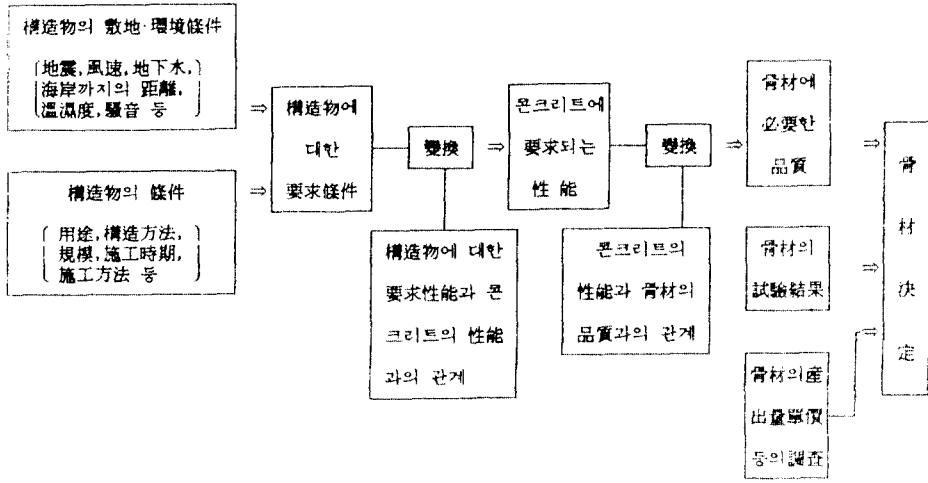 構造物의 敷地·環境條件
地震, 風速, 地下水,
海岸까지의 距離,
溫濕度, 騷音 등
構造物의 條件
用途, 構造方法,
規模, 施工時期,
施工方法 등
構造物에
대한
要求條件
變換
構造物에 대한
要求性能과 콘
크리트의 性能
과의 관계
콘크리트에
要求되는
性能
變換
콘크리트의
性能과 骨材의
品質과의 관계
骨材에
必要한
品質
骨材의
試驗結果
骨材의 産
出量單價
등의 調査
骨
材
決
定